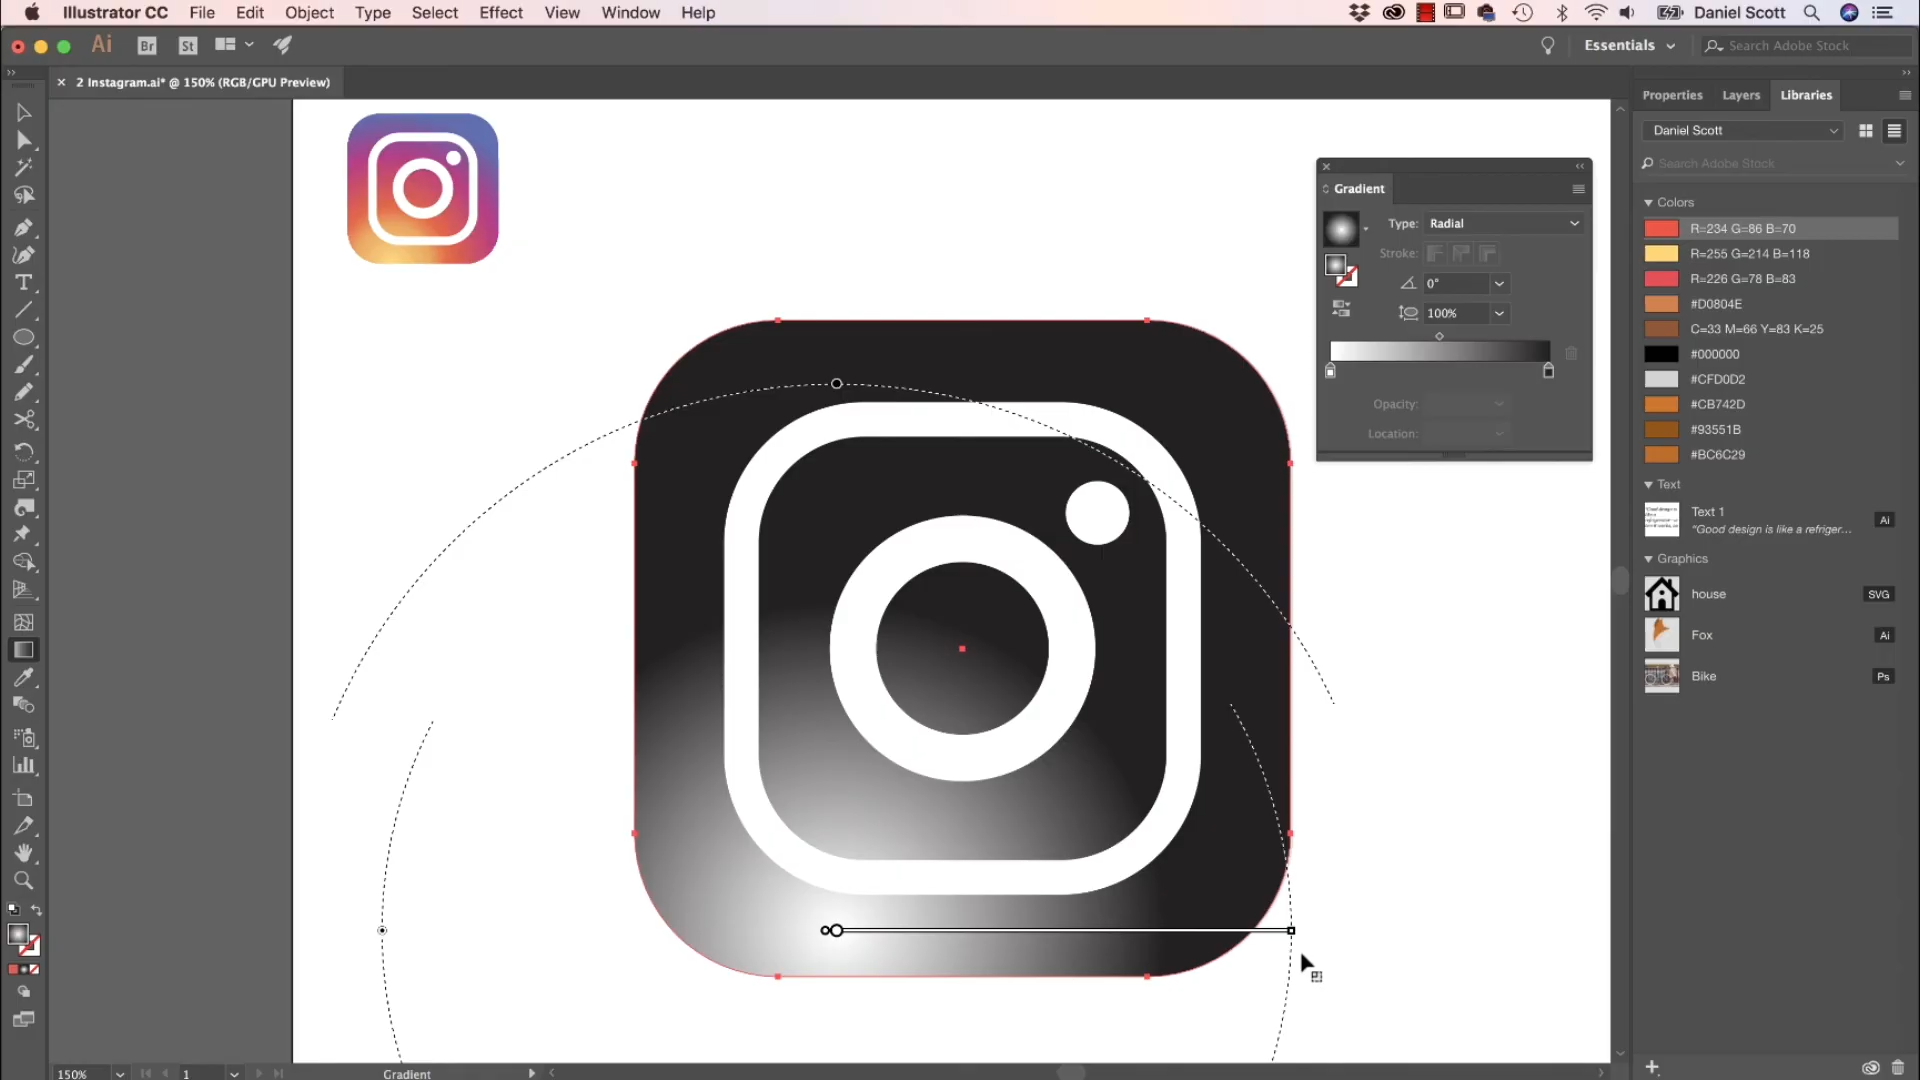 Illustrator CC File Edit Object Type Select Effect View Window Help
Daniel Scott
Ai Br St
Essentials
Search Adobe Stock
× 2 Instagram.ai* @ 150% (RGB/GPU Preview)
Properties Layers Libraries
Daniel Scott
Search Adobe Stock
Colors
R=234 G=86 B=70
R=255 G=214 B=118
R=226 G=78 B=83
#D0804E
C=33 M=66 Y=83 K=25
#000000
#CFD0D2
#CB742D
#93551B
#BC6C29
Text
Text 1
"Good design is like a refriger...
Ai
Graphics
house SVG
Fox Ai
Bike Ps
Gradient
Type: Radial
Stroke:
0°
100%
Opacity:
Location:
150% 1 Gradient